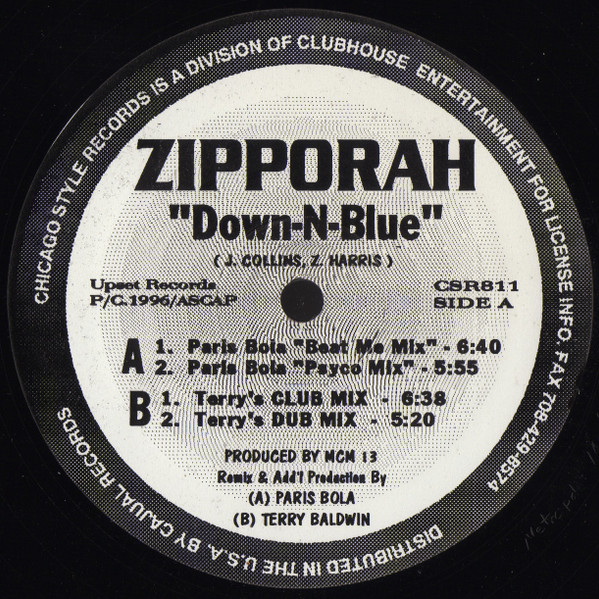 CHICAGO STYLE RECORDS IS A DIVISION OF CLUBHOUSE ENTERTAINMENT FOR LICENSE INFO. FAX 708-429-8574
ZIPPORAH
"Down-N-Blue"
( J. COLLINS, Z. HARRIS )
Upset Records
P/C.1996/ASCAP
CSR811
SIDE A
A 1. Paris Bola "Beat Me Mix" - 6:40
2. Paris Bola "Psyco Mix" - 5:55
B 1. Terry's CLUB MIX - 6:38
2. Terry's DUB MIX - 5:20
PRODUCED BY MCM 13
Remix & Add'l Production By
(A) PARIS BOLA
(B) TERRY BALDWIN
DISTRIBUTED IN THE U.S.A. BY CAJUAL RECORDS